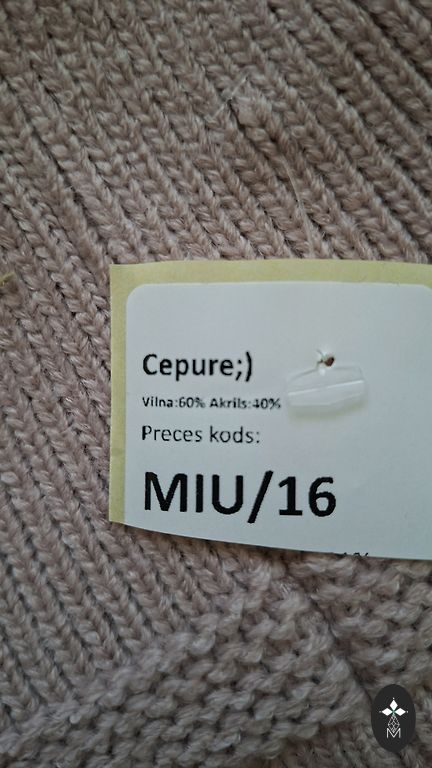 Cepure;)
Vilna:60% Akrils:40%
Preces kods:
MIU/16
M